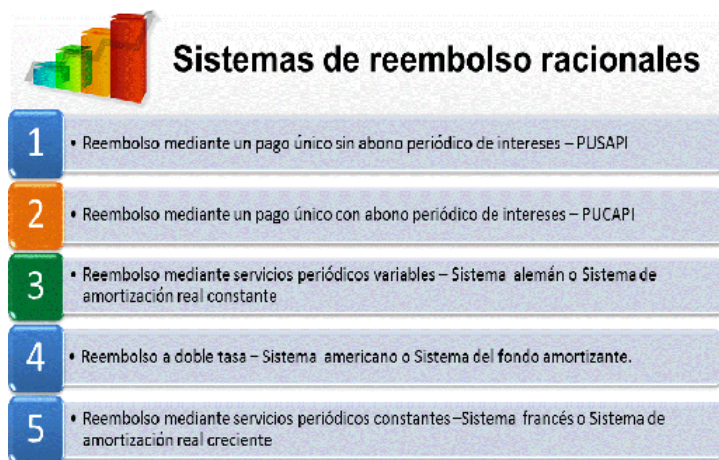 Sistemas de reembolso racionales
1
• Reembolso mediante un pago único sin abono periódico de intereses – PUSAPI
2
• Reembolso mediante un pago único con abono periódico de intereses – PUCAPI
3
• Reembolso mediante servicios periódicos variables – Sistema alemán o Sistema de
amortización real constante
4
• Reembolso a doble tasa – Sistema americano o Sistema del fondo amortizante.
5
• Reembolso mediante servicios periódicos constantes –Sistema francés o Sistema de
amortización real creciente